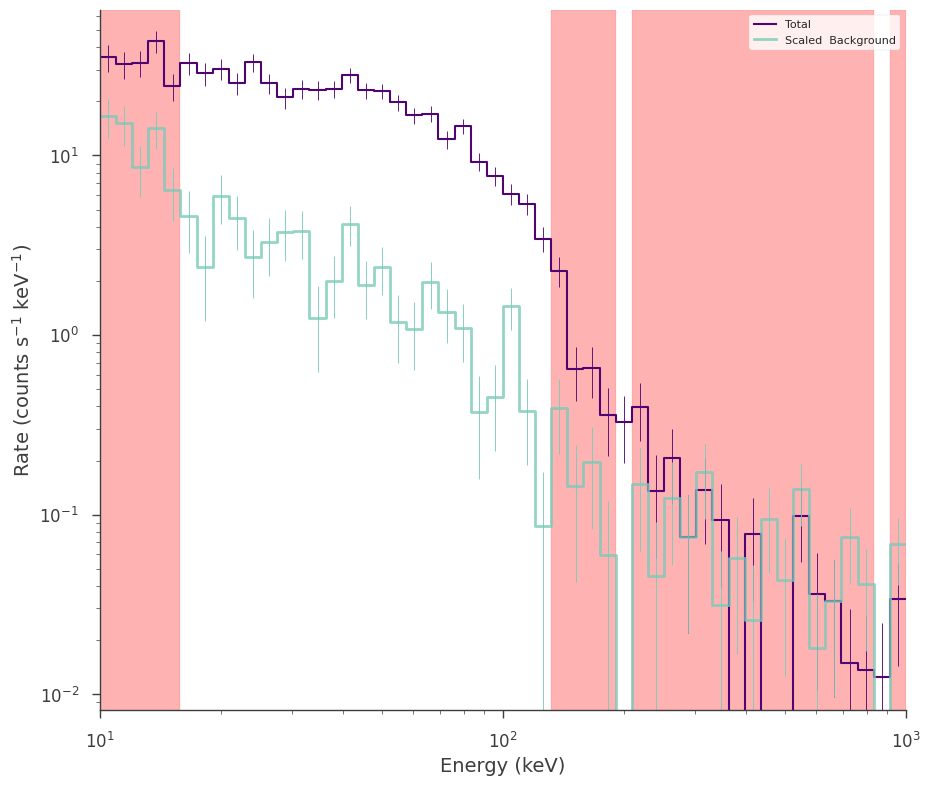 Total
Scaled  Background
Rate (counts s⁻¹ keV⁻¹)
10¹
10⁰
10⁻¹
10⁻²
10¹ 10² 10³
Energy (keV)